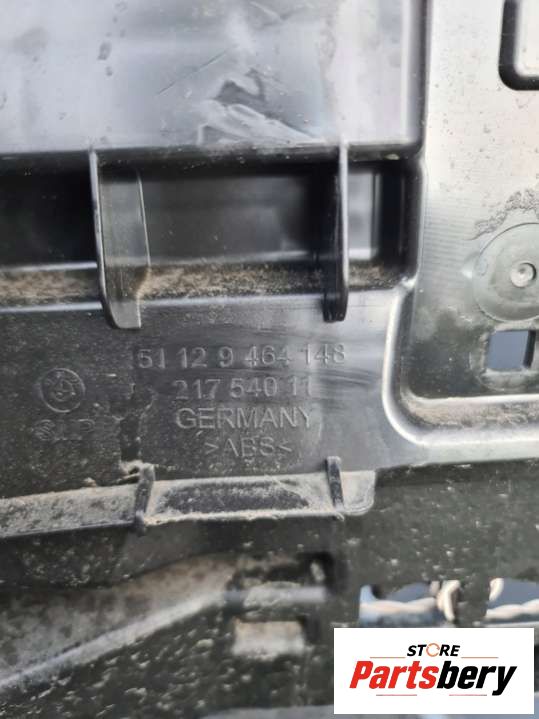 51 12 9 464 148
217 540 11
GERMANY
>ABS<
STORE
Partsbery